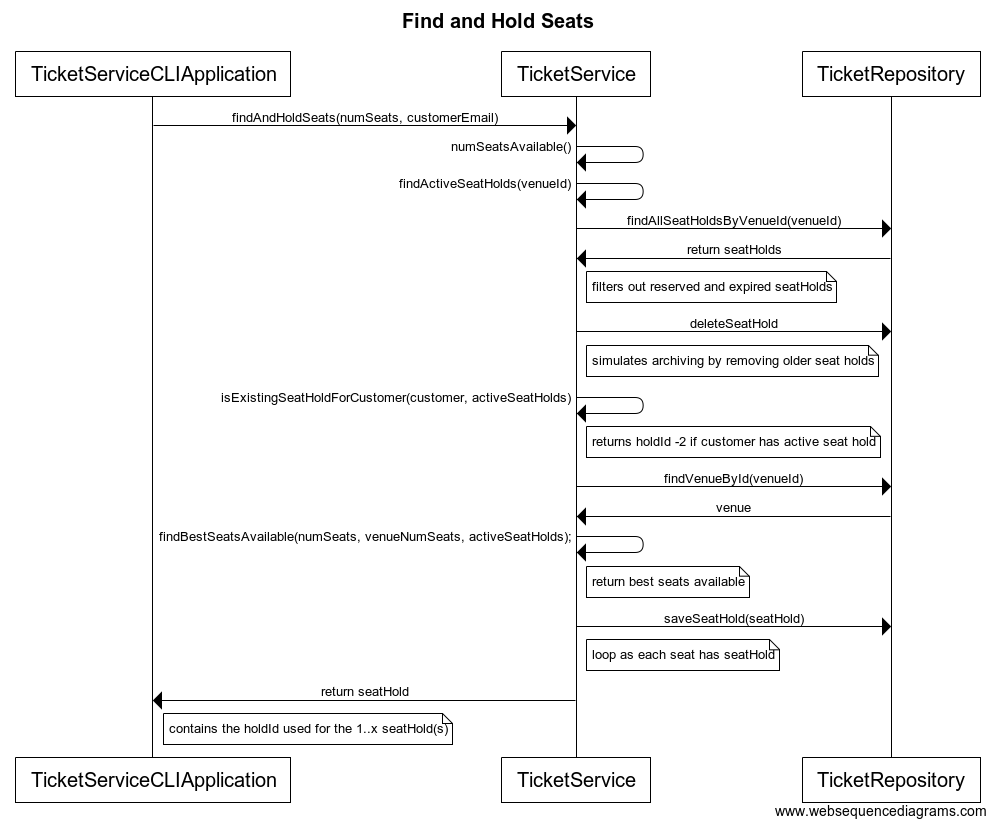 Find and Hold Seats
TicketServiceCLIApplication
TicketService
TicketRepository
findAndHoldSeats(numSeats, customerEmail)
numSeatsAvailable()
findActiveSeatHolds(venueId)
findAllSeatHoldsByVenueId(venueId)
return seatHolds
filters out reserved and expired seatHolds
deleteSeatHold
simulates archiving by removing older seat holds
isExistingSeatHoldForCustomer(customer, activeSeatHolds)
returns holdId -2 if customer has active seat hold
findVenueById(venueId)
venue
findBestSeatsAvailable(numSeats, venueNumSeats, activeSeatHolds);
return best seats available
saveSeatHold(seatHold)
loop as each seat has seatHold
return seatHold
contains the holdId used for the 1..x seatHold(s)
TicketServiceCLIApplication
TicketService
TicketRepository
www.websequencediagrams.com